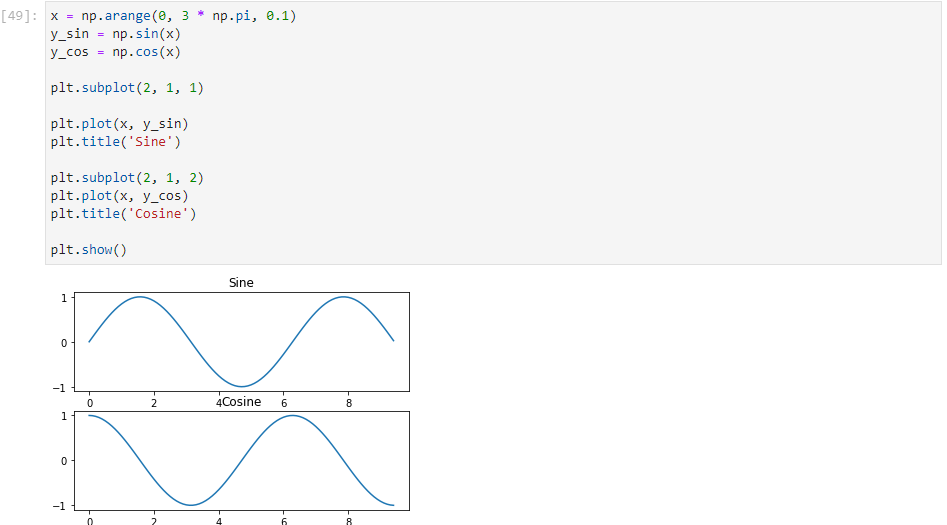 [49]: x = np.arange(0, 3 * np.pi, 0.1)
y_sin = np.sin(x)
y_cos = np.cos(x)
plt.subplot(2, 1, 1)
plt.plot(x, y_sin)
plt.title('Sine')
plt.subplot(2, 1, 2)
plt.plot(x, y_cos)
plt.title('Cosine')
plt.show()
Sine
1
0
−1
0 2 4 6 8
Cosine
1
0
−1
0 2 4 6 8